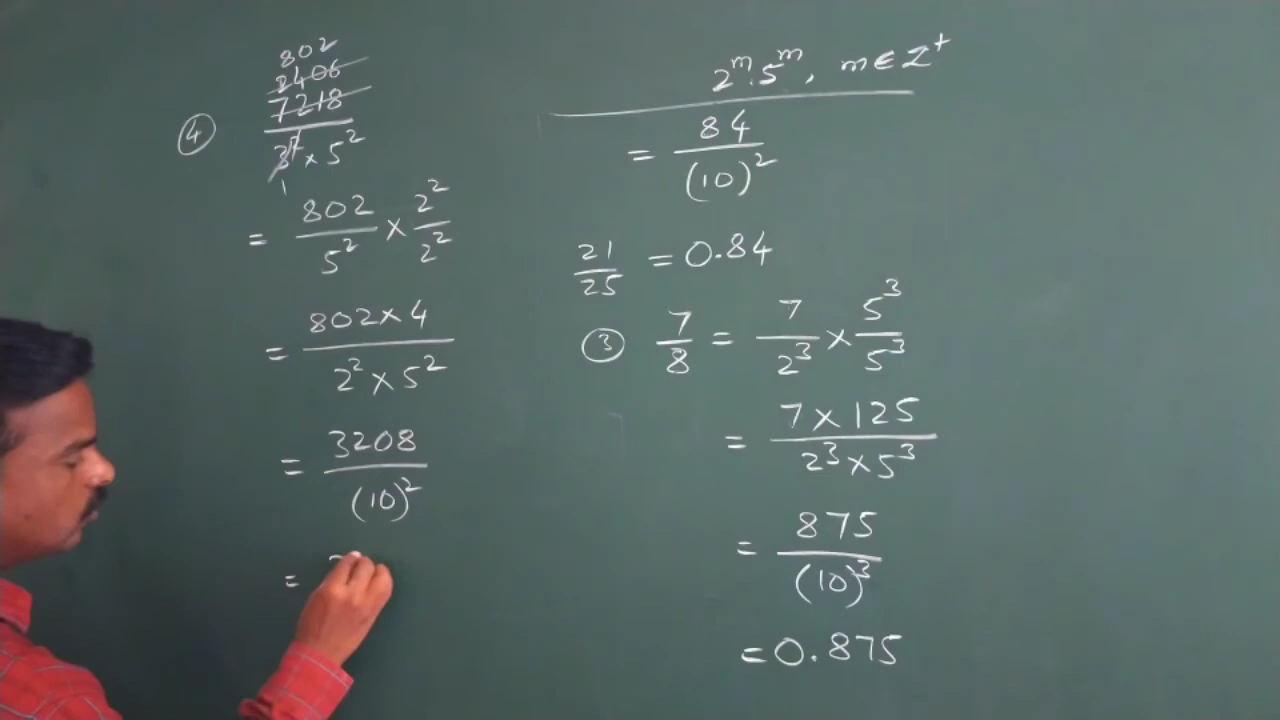 802
2406
7218
④ ―――
3² × 5²
1
= 802/5² × 2²/2²
= 802×4 / 2² × 5²
= 3208 / (10)²
=
2ᵐ.5ᵐ, m ∈ Z⁺
= 84 / (10)²
21/25 = 0.84
③ 7/8 = 7/2³ × 5³/5³
= 7 × 125 / 2³ × 5³
= 875 / (10)³
= 0.875